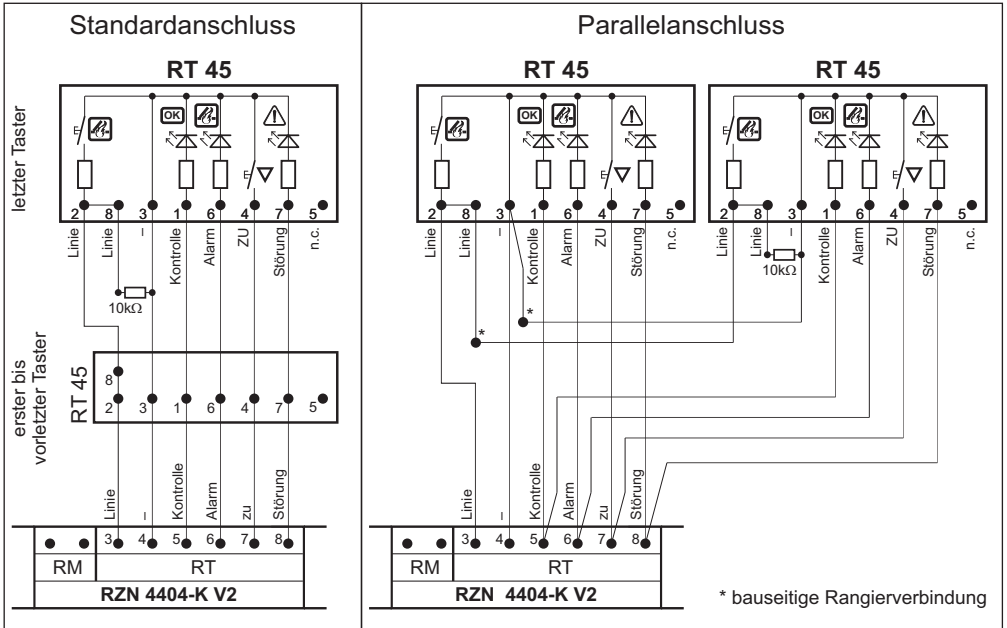 Standardanschluss
RT 45
OK
letzter Taster
2 8 3 1 6 4 7 5
Linie
Linie
–
Kontrolle
Alarm
ZU
Störung
n.c.
10kΩ
erster bis
vorletzter Taster
RT 45
8
2 3 1 6 4 7 5
Linie
–
Kontrolle
Alarm
zu
Störung
3 4 5 6 7 8
RM RT
RZN 4404-K V2
Parallelanschluss
RT 45
OK
2 8 3 1 6 4 7 5
Linie
Linie
–
Kontrolle
Alarm
ZU
Störung
n.c.
RT 45
OK
2 8 3 1 6 4 7 5
Linie
Linie
–
Kontrolle
Alarm
ZU
Störung
n.c.
10kΩ
*
*
Linie
–
Kontrolle
Alarm
zu
Störung
3 4 5 6 7 8
RM RT
RZN 4404-K V2
* bauseitige Rangierverbindung